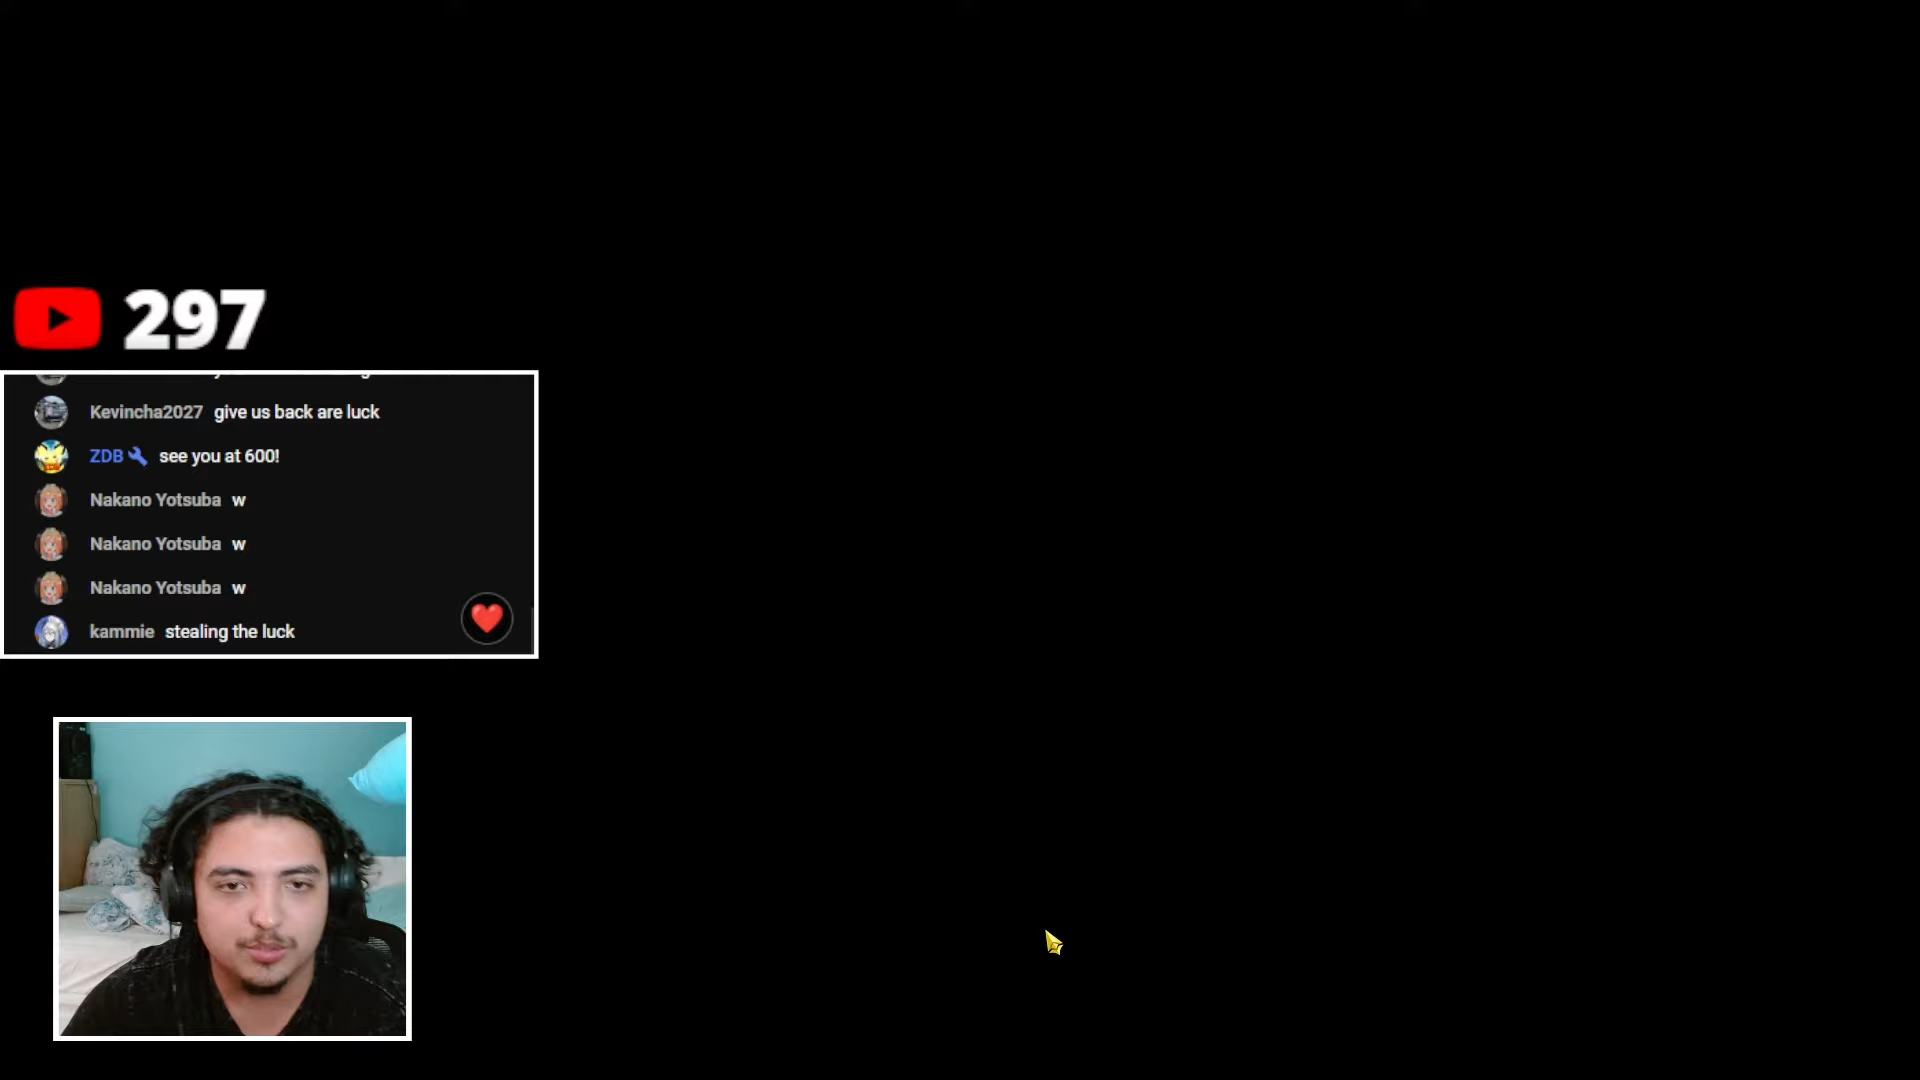 297
Kevincha2027 give us back are luck
ZDB see you at 600!
Nakano Yotsuba w
Nakano Yotsuba w
Nakano Yotsuba w
kammie stealing the luck